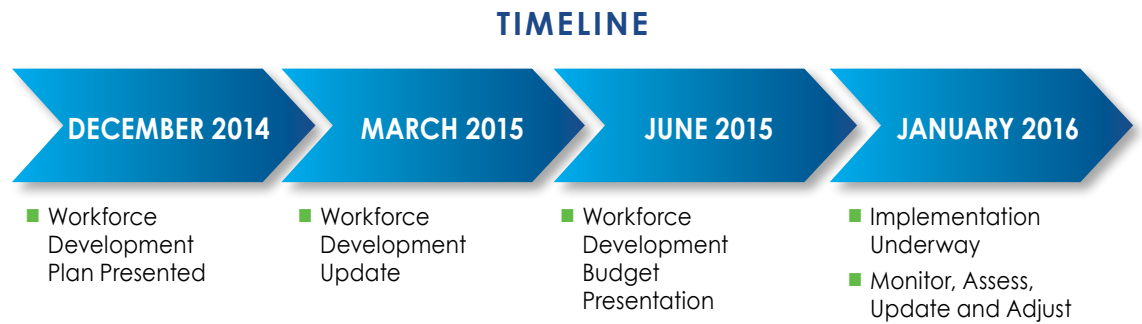 TIMELINE
DECEMBER 2014
MARCH 2015
JUNE 2015
JANUARY 2016
Workforce
Development
Plan Presented
Workforce
Development
Update
Workforce
Development
Budget
Presentation
Implementation
Underway
Monitor, Assess,
Update and Adjust